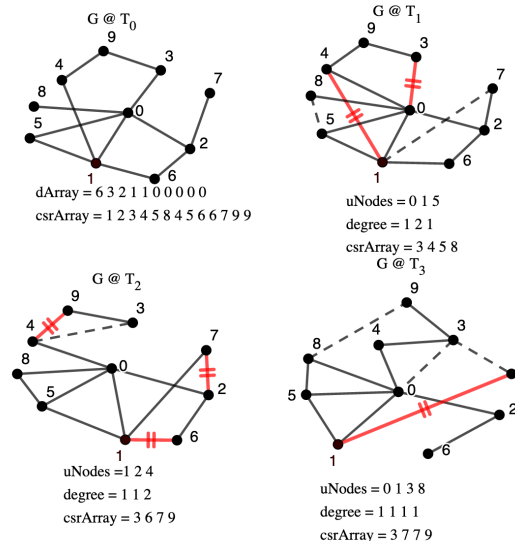 G @ T0
9
4
3
8
7
0
5
2
1
6
dArray = 6 3 2 1 1 0 0 0 0 0
csrArray = 1 2 3 4 5 8 4 5 6 6 7 9 9
G @ T1
9
4
3
8
7
0
5
2
1
6
uNodes = 0 1 5
degree = 1 2 1
csrArray = 3 4 5 8
G @ T2
9
4
3
7
8
0
5
2
1
6
uNodes =1 2 4
degree = 1 1 2
csrArray = 3 6 7 9
G @ T3
9
4
3
8
5
0
2
1
6
uNodes = 0 1 3 8
degree = 1 1 1 1
csrArray = 3 7 7 9